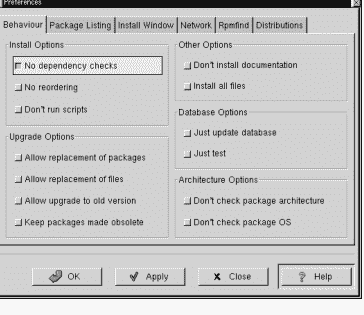 Preferences
Behaviour Package Listing Install Window Network Rpmfind Distributions
Install Options
No dependency checks
No reordering
Don't run scripts
Upgrade Options
Allow replacement of packages
Allow replacement of files
Allow upgrade to old version
Keep packages made obsolete
Other Options
Don't install documentation
Install all files
Database Options
Just update database
Just test
Architecture Options
Don't check package architecture
Don't check package OS
OK Apply Close Help